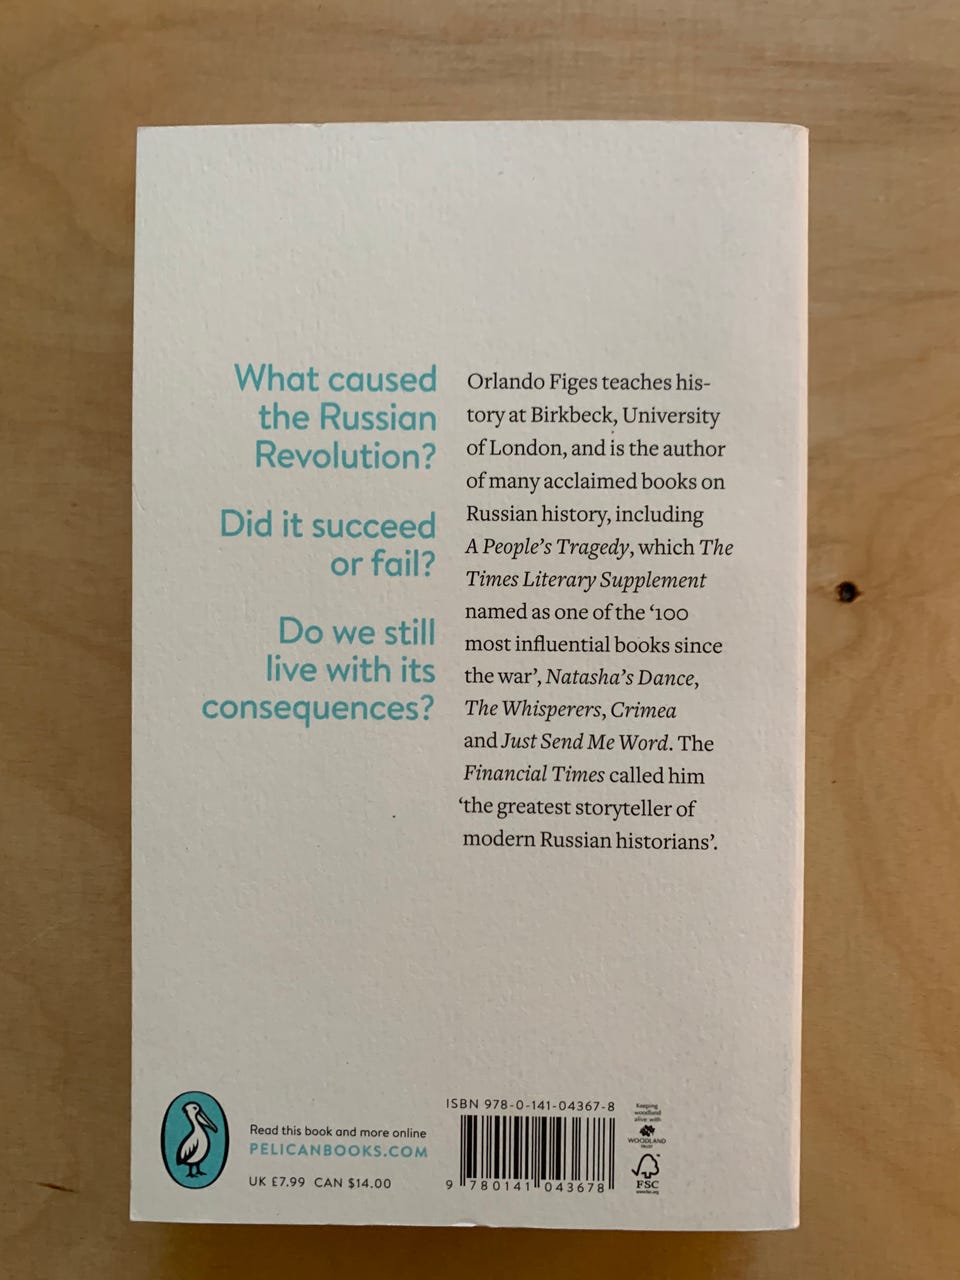 What caused
the Russian
Revolution?
Did it succeed
or fail?
Do we still
live with its
consequences?
Orlando Figes teaches his-
tory at Birkbeck, University
of London, and is the author
of many acclaimed books on
Russian history, including
A People's Tragedy, which The
Times Literary Supplement
named as one of the ‘100
most influential books since
the war’, Natasha's Dance,
The Whisperers, Crimea
and Just Send Me Word. The
Financial Times called him
‘the greatest storyteller of
modern Russian historians’.
Read this book and more online
PELICANBOOKS.COM
UK £7.99 CAN $14.00
ISBN 978-0-141-04367-8
9 780141 043678
Keeping
woodland
alive with
WOODLAND
TRUST
FSC